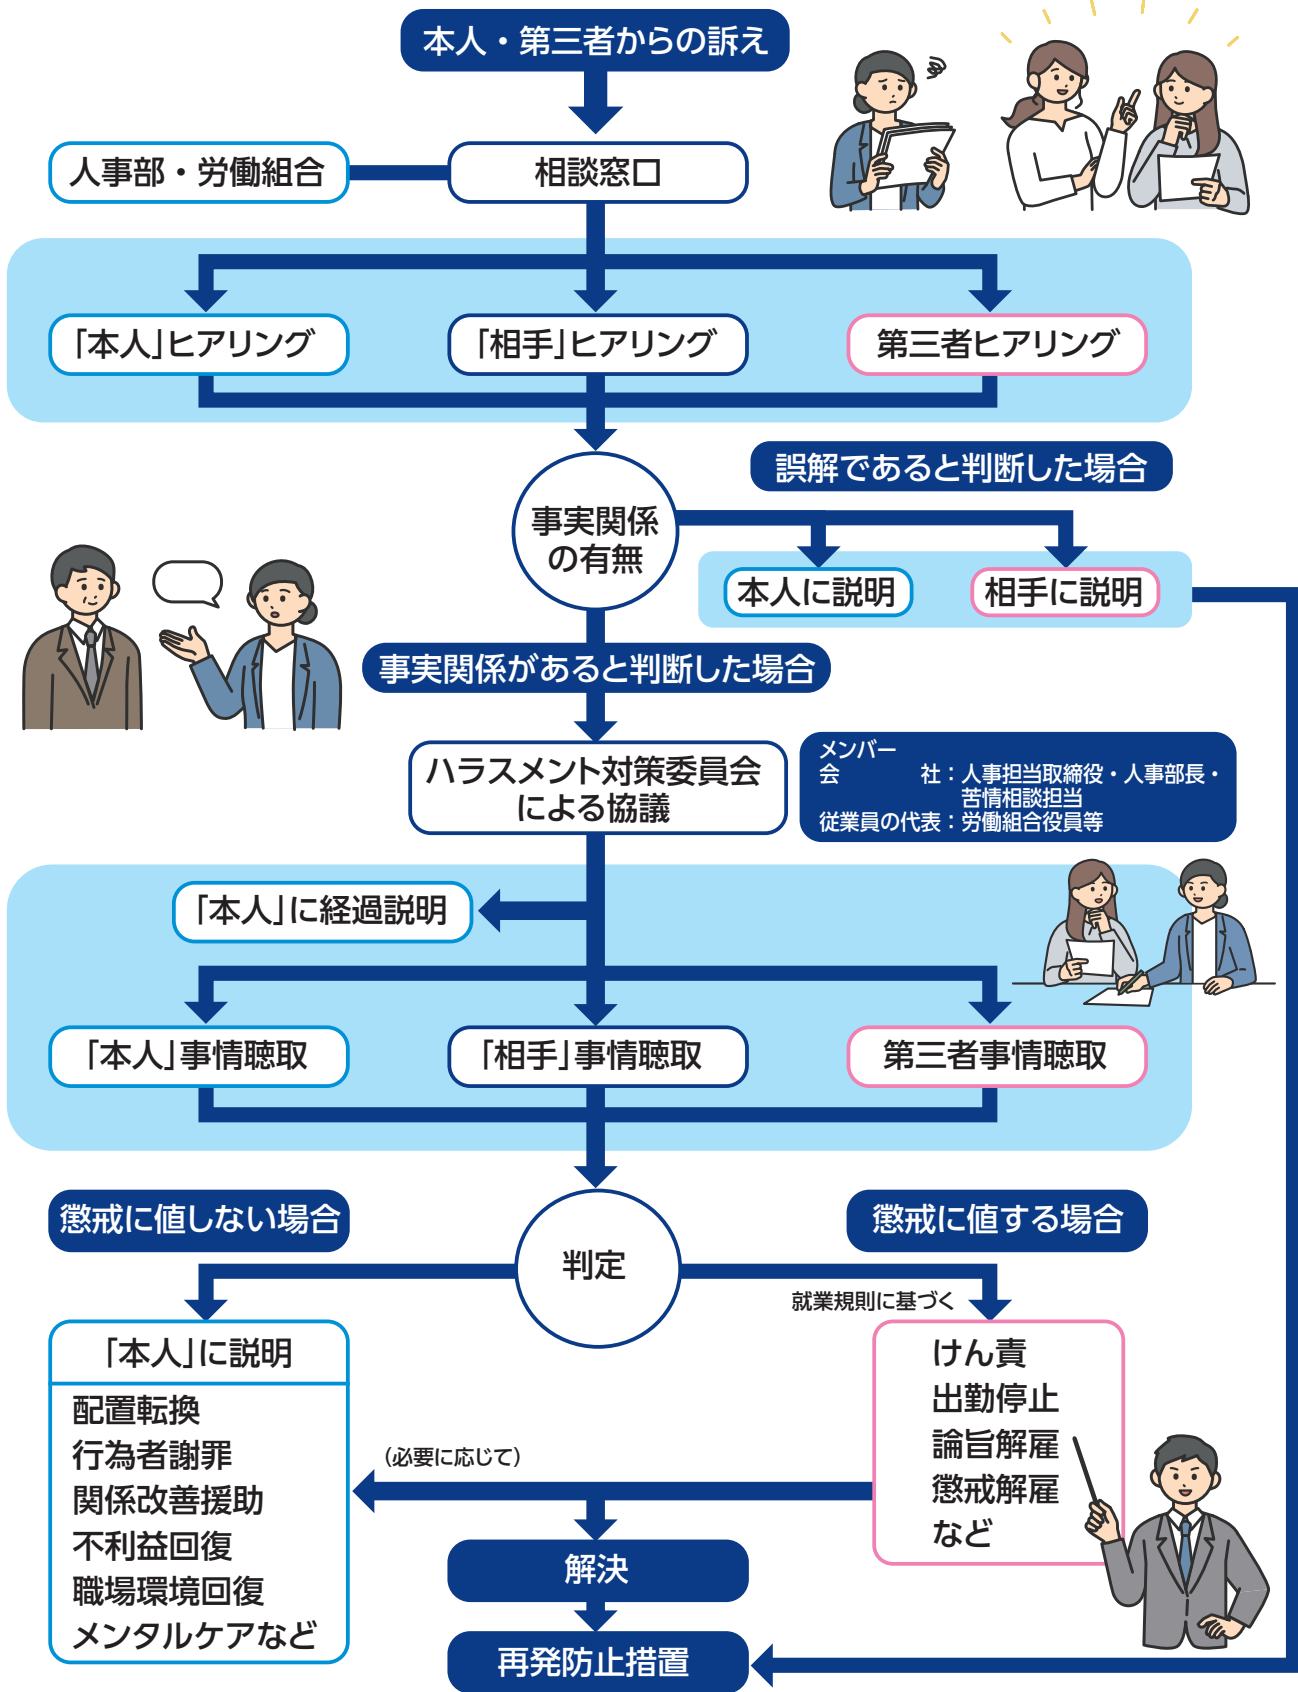 本人・第三者からの訴え
人事部・労働組合
相談窓口
「本人」ヒアリング
「相手」ヒアリング
第三者ヒアリング
誤解であると判断した場合
事実関係
の有無
本人に説明
相手に説明
事実関係があると判断した場合
ハラスメント対策委員会
による協議
メンバー
会　　　社：人事担当取締役・人事部長・
苦情相談担当
従業員の代表：労働組合役員等
「本人」に経過説明
「本人」事情聴取
「相手」事情聴取
第三者事情聴取
懲戒に値しない場合
懲戒に値する場合
判定
就業規則に基づく
「本人」に説明
配置転換
行為者謝罪
関係改善援助
不利益回復
職場環境回復
メンタルケアなど
けん責
出勤停止
論旨解雇
懲戒解雇
など
（必要に応じて）
解決
再発防止措置